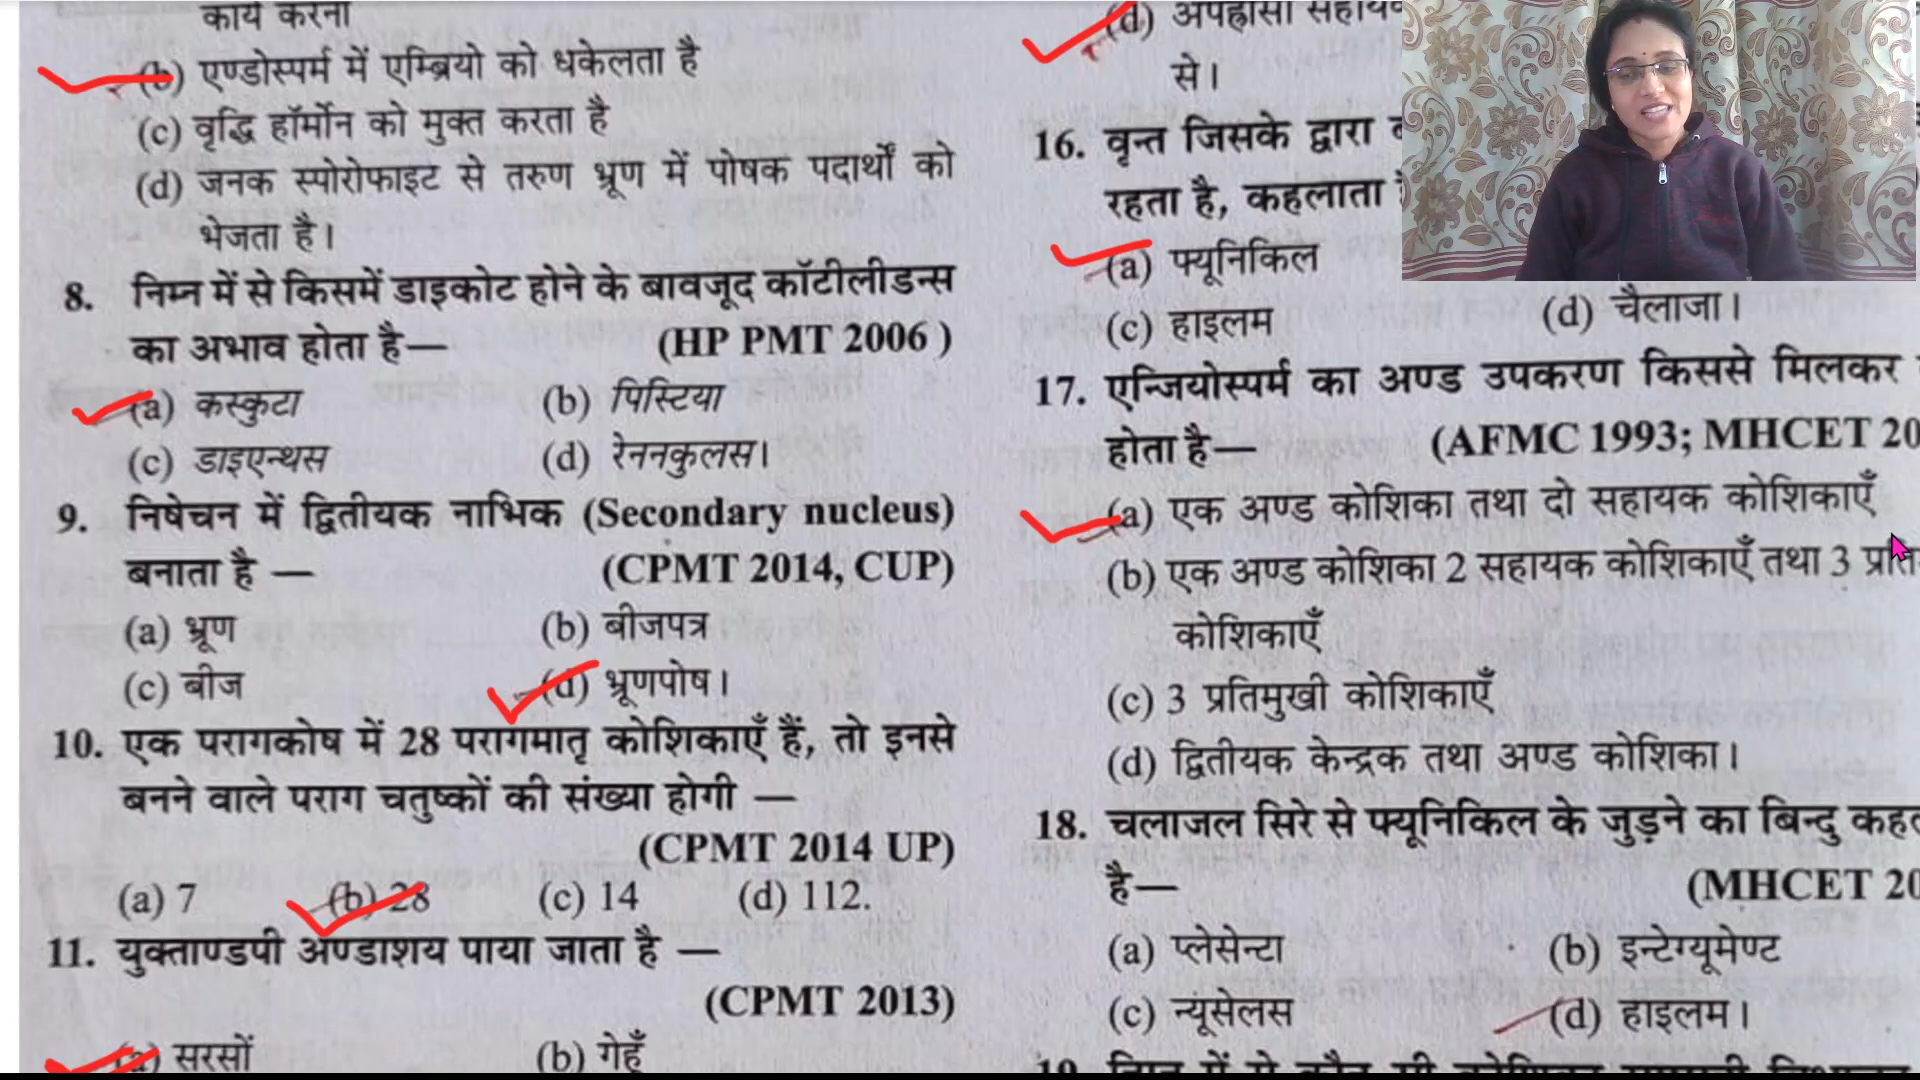 कार्य करना
(b) एण्डोस्पर्म में एम्ब्रियो को धकेलता है
(c) वृद्धि हॉर्मोन को मुक्त करता है
(d) जनक स्पोरोफाइट से तरुण भ्रूण में पोषक पदार्थों को
भेजता है।
8. निम्न में से किसमें डाइकोट होने के बावजूद कॉटीलीडन्स
का अभाव होता है—(HP PMT 2006 )
(a) कस्कुटा (b) पिस्टिया
(c) डाइएन्थस (d) रेननकुलस।
9. निषेचन में द्वितीयक नाभिक (Secondary nucleus)
बनाता है — (CPMT 2014, CUP)
(a) भ्रूण (b) बीजपत्र
(c) बीज (d) भ्रूणपोष।
10. एक परागकोष में 28 परागमातृ कोशिकाएँ हैं, तो इनसे
बनने वाले पराग चतुष्कों की संख्या होगी —
(CPMT 2014 UP)
(a) 7 (b) 28 (c) 14 (d) 112.
11. युक्ताण्डपी अण्डाशय पाया जाता है —
(CPMT 2013)
(a) सरसों (b) गेहूँ
(d) अपह्रासी
से।
16. वृन्त जिसके द्वारा
रहता है, कहलाता
(a) फ्यूनिकिल
(c) हाइलम (d) चैलाजा।
17. एन्जियोस्पर्म का अण्ड उपकरण किससे मिलकर
होता है— (AFMC 1993; MHCET 20
(a) एक अण्ड कोशिका तथा दो सहायक कोशिकाएँ
(b) एक अण्ड कोशिका 2 सहायक कोशिकाएँ तथा 3
कोशिकाएँ
(c) 3 प्रतिमुखी कोशिकाएँ
(d) द्वितीयक केन्द्रक तथा अण्ड कोशिका।
18. चलाजल सिरे से फ्यूनिकिल के जुड़ने का बिन्दु
है— (MHCET 20
(a) प्लेसेन्टा (b) इन्टेग्यूमेण्ट
(c) न्यूसेलस (d) हाइलम।